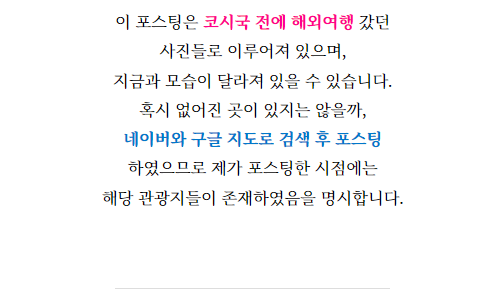 이 포스팅은 코시국 전에 해외여행 갔던
사진들로 이루어져 있으며,
지금과 모습이 달라져 있을 수 있습니다.
혹시 없어진 곳이 있지는 않을까,
네이버와 구글 지도로 검색 후 포스팅
하였으므로 제가 포스팅한 시점에는
해당 관광지들이 존재하였음을 명시합니다.